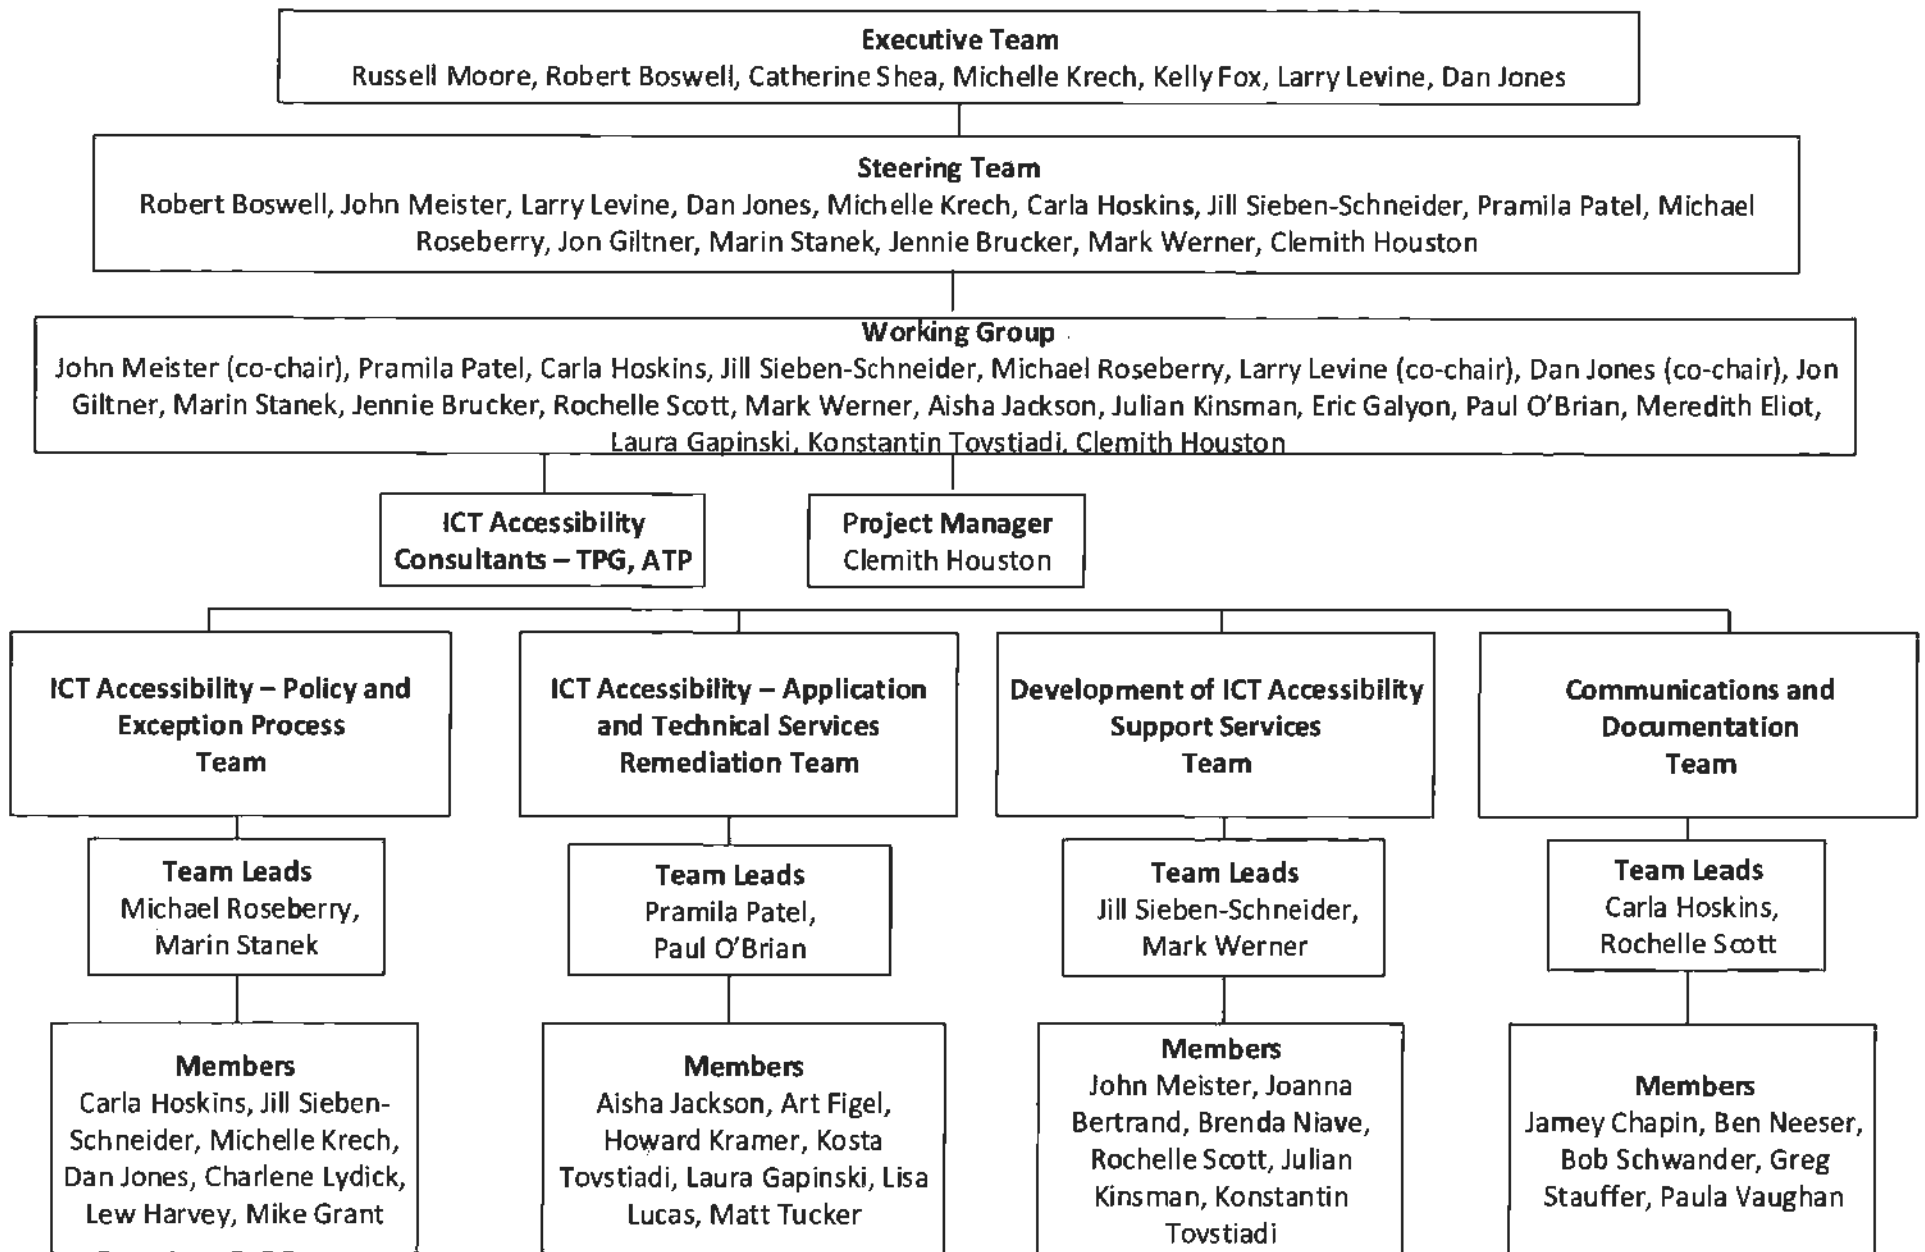 Executive Team
Russell Moore, Robert Boswell, Catherine Shea, Michelle Krech, Kelly Fox, Larry Levine, Dan Jones
Steering Team
Robert Boswell, John Meister, Larry Levine, Dan Jones, Michelle Krech, Carla Hoskins, Jill Sieben-Schneider, Pramila Patel, Michael
Roseberry, Jon Giltner, Marin Stanek, Jennie Brucker, Mark Werner, Clemith Houston
Working Group
John Meister (co-chair), Pramila Patel, Carla Hoskins, Jill Sieben-Schneider, Michael Roseberry, Larry Levine (co-chair), Dan Jones (co-chair), Jon
Giltner, Marin Stanek, Jennie Brucker, Rochelle Scott, Mark Werner, Aisha Jackson, Julian Kinsman, Eric Galyon, Paul O'Brian, Meredith Eliot,
Laura Gapinski, Konstantin Tovstiadi, Clemith Houston
ICT Accessibility
Consultants – TPG, ATP
Project Manager
Clemith Houston
ICT Accessibility – Policy and
Exception Process
Team
Team Leads
Michael Roseberry,
Marin Stanek
Members
Carla Hoskins, Jill Sieben-
Schneider, Michelle Krech,
Dan Jones, Charlene Lydick,
Lew Harvey, Mike Grant
ICT Accessibility – Application
and Technical Services
Remediation Team
Team Leads
Pramila Patel,
Paul O'Brian
Members
Aisha Jackson, Art Figel,
Howard Kramer, Kosta
Tovstiadi, Laura Gapinski, Lisa
Lucas, Matt Tucker
Development of ICT Accessibility
Support Services
Team
Team Leads
Jill Sieben-Schneider,
Mark Werner
Members
John Meister, Joanna
Bertrand, Brenda Niave,
Rochelle Scott, Julian
Kinsman, Konstantin
Tovstiadi
Communications and
Documentation
Team
Team Leads
Carla Hoskins,
Rochelle Scott
Members
Jamey Chapin, Ben Neeser,
Bob Schwander, Greg
Stauffer, Paula Vaughan